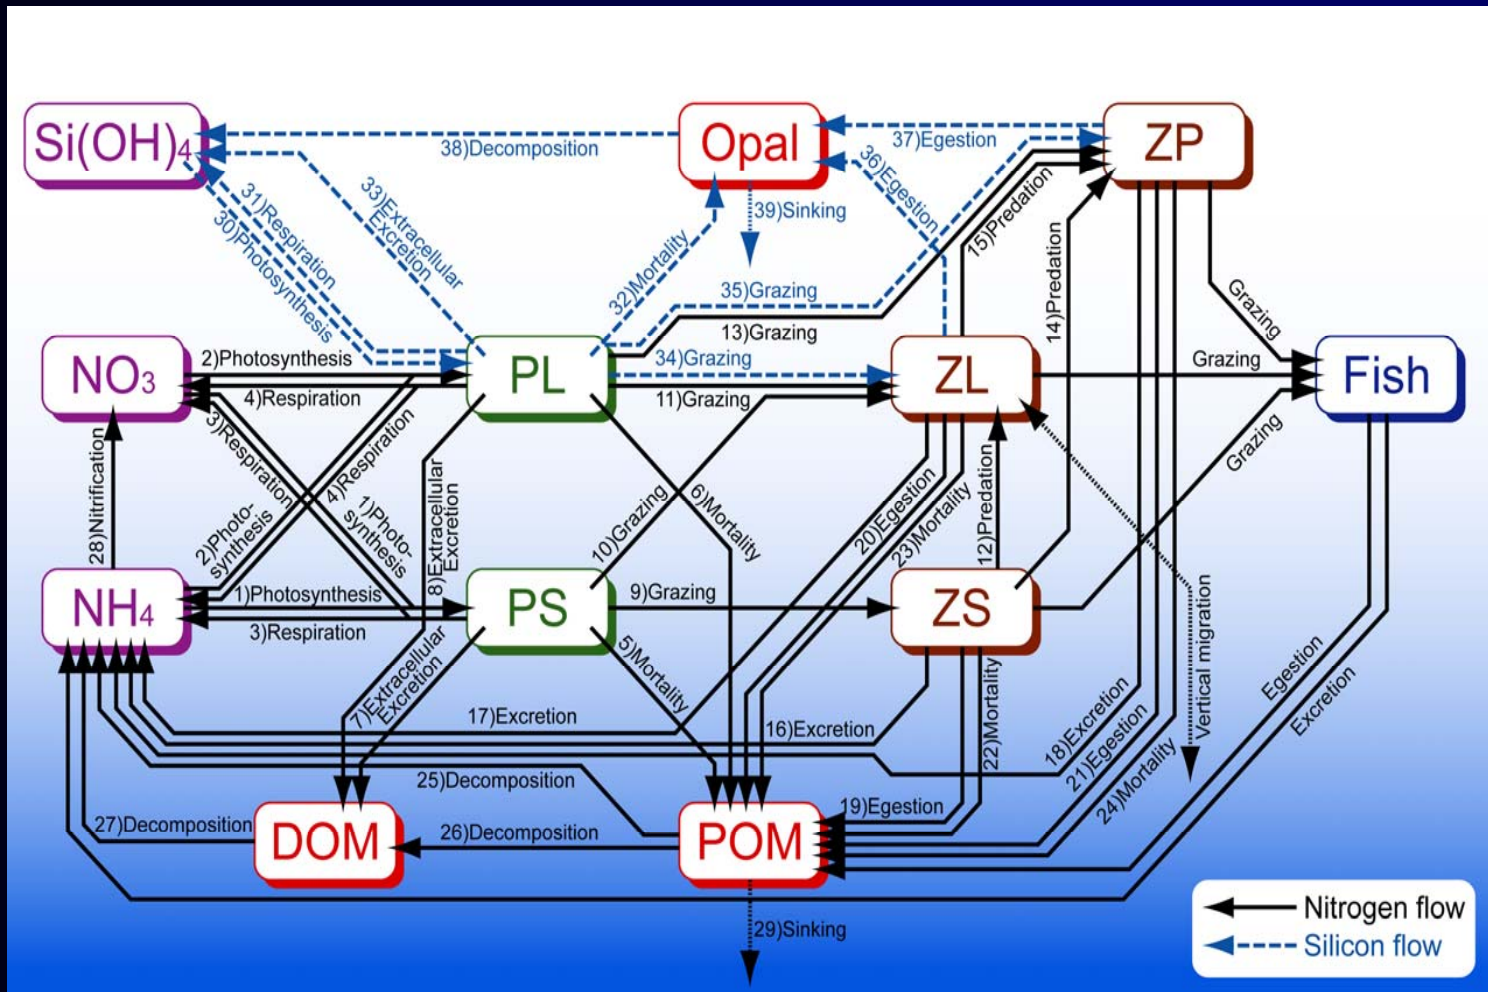 Si(OH)4
Opal
ZP
38)Decomposition
37)Egestion
36)Egestion
33)Extracellular
Excretion
31)Respiration
30)Photosynthesis
39)Sinking
32)Mortality
15)Predation
14)Predation
35)Grazing
13)Grazing
Grazing
NO3
2)Photosynthesis
4)Respiration
PL
34)Grazing
11)Grazing
ZL
Grazing
Fish
3)Respiration
4)Respiration
Grazing
28)Nitrification
2)Photo-
synthesis
1)Photo-
synthesis
8)Extracellular
Excretion
10)Grazing
6)Mortality
20)Egestion
23)Mortality
12)Predation
NH4
1)Photosynthesis
3)Respiration
PS
9)Grazing
ZS
Vertical migration
7)Extracellular
Excretion
5)Mortality
17)Excretion
16)Excretion
22)Mortality
18)Excretion
21)Egestion
24)Mortality
Egestion
Excretion
25)Decomposition
27)Decomposition
DOM
26)Decomposition
POM
19)Egestion
29)Sinking
Nitrogen flow
Silicon flow